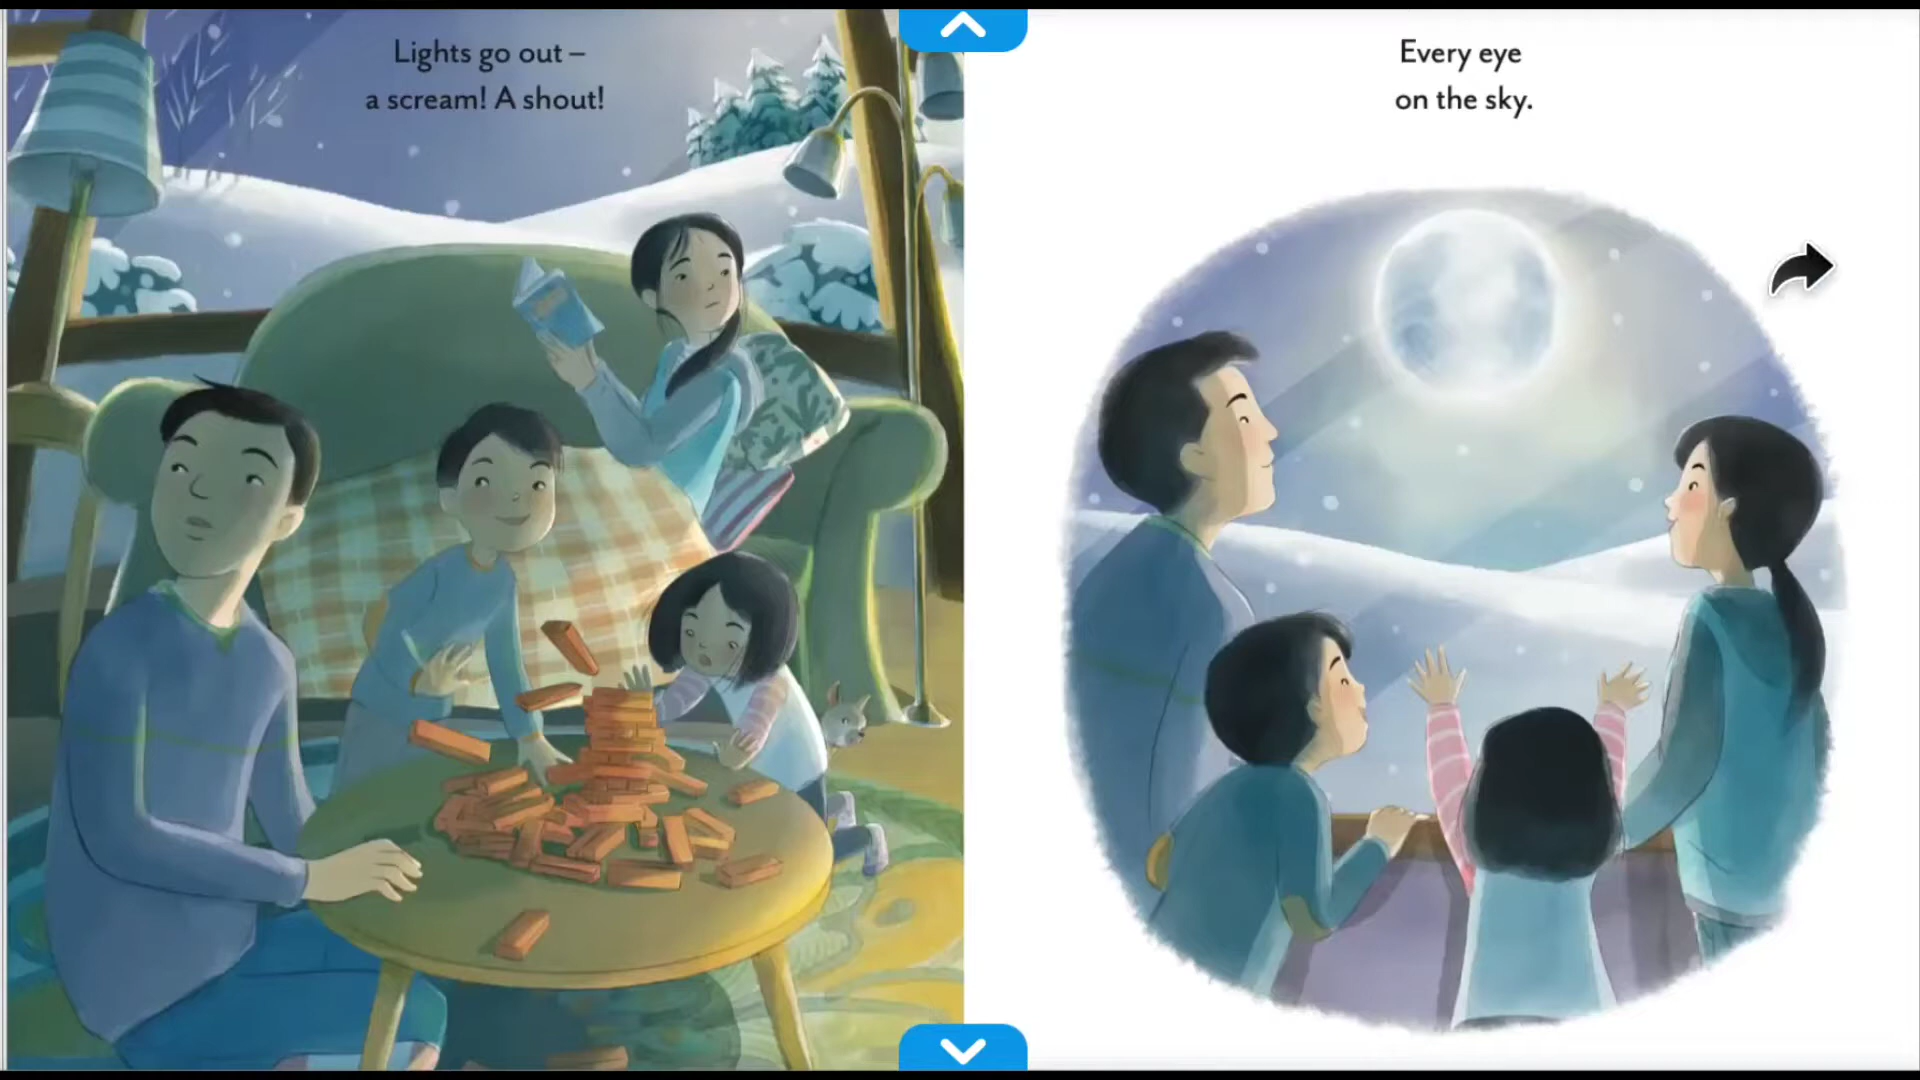 Lights go out –
a scream! A shout!
Every eye
on the sky.